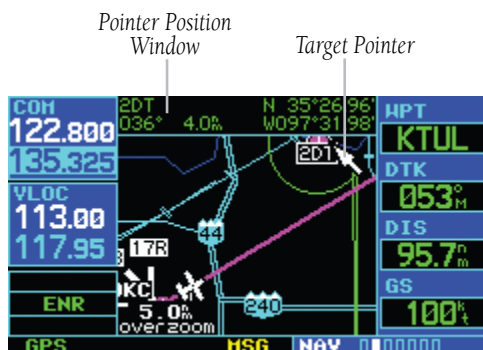 Pointer Position
Window
Target Pointer
COM
122.800
135.325
VLOC
113.00
117.95
ENR
GPS
2DT
036° 4.0nm
N 35°26.96'
W097°31.98'
2DT
44
17R
KC
5.0nm
overzoom
240
MSG
NAV
WPT
KTUL
DTK
053°M
DIS
95.7nm
GS
100kt